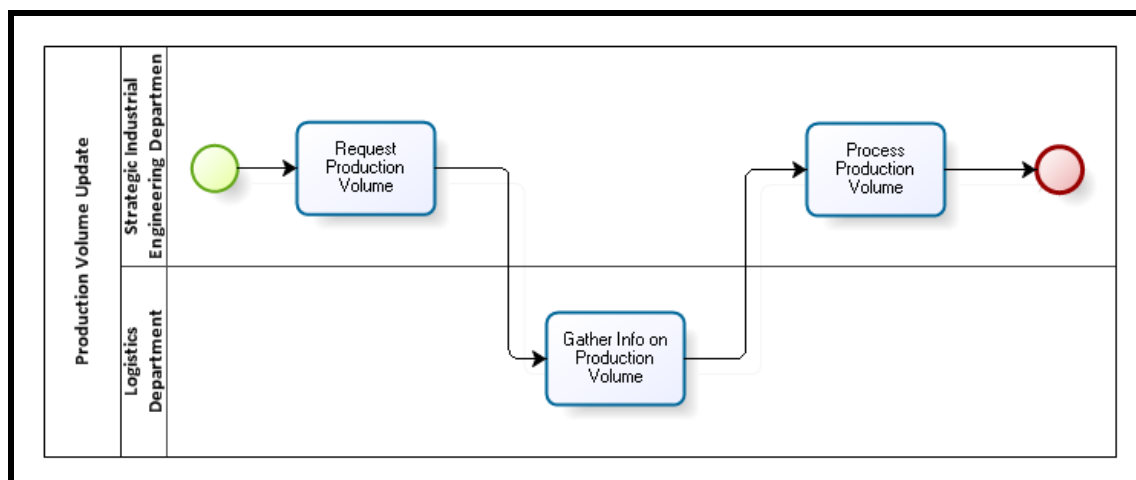 Production Volume Update
Strategic Industrial
Engineering Departmen
Logistics
Department
Request
Production
Volume
Gather Info on
Production
Volume
Process
Production
Volume